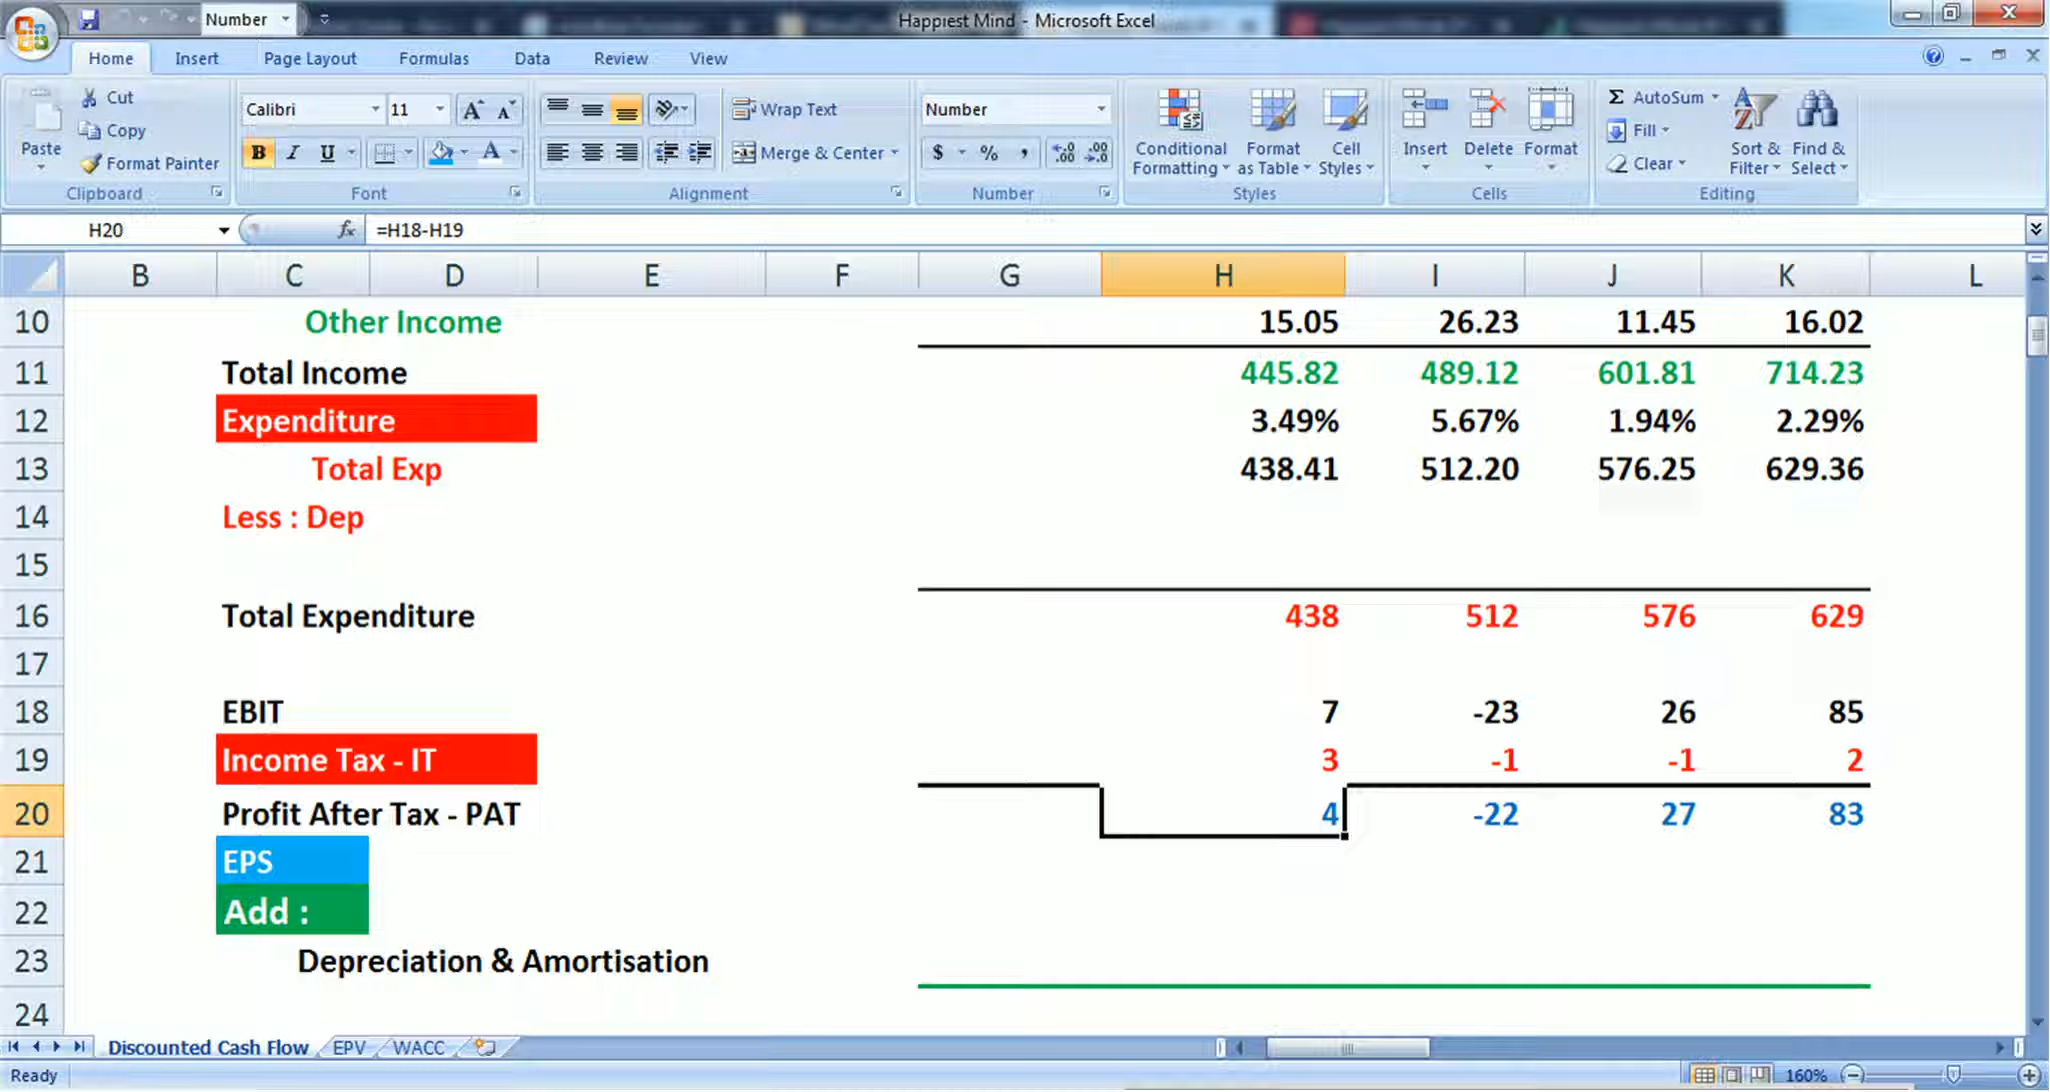 Number
Happiest Mind - Microsoft Excel
Home Insert Page Layout Formulas Data Review View
Paste
Cut
Copy
Format Painter
Clipboard
Calibri 11
B I U A
Font
Wrap Text
Merge & Center
Alignment
Number
$ % ,
Number
Conditional Formatting
Format as Table
Cell Styles
Styles
Insert Delete Format
Cells
Σ AutoSum
Fill
Clear
Sort & Filter
Find & Select
Editing
H20 fx =H18-H19
B C D E F G H I J K L
10 Other Income 15.05 26.23 11.45 16.02
11 Total Income 445.82 489.12 601.81 714.23
12 Expenditure 3.49% 5.67% 1.94% 2.29%
13 Total Exp 438.41 512.20 576.25 629.36
14 Less : Dep
15
16 Total Expenditure 438 512 576 629
17
18 EBIT 7 -23 26 85
19 Income Tax - IT 3 -1 -1 2
20 Profit After Tax - PAT 4 -22 27 83
21 EPS
22 Add :
23 Depreciation & Amortisation
24
Discounted Cash Flow EPV WACC
Ready 160%